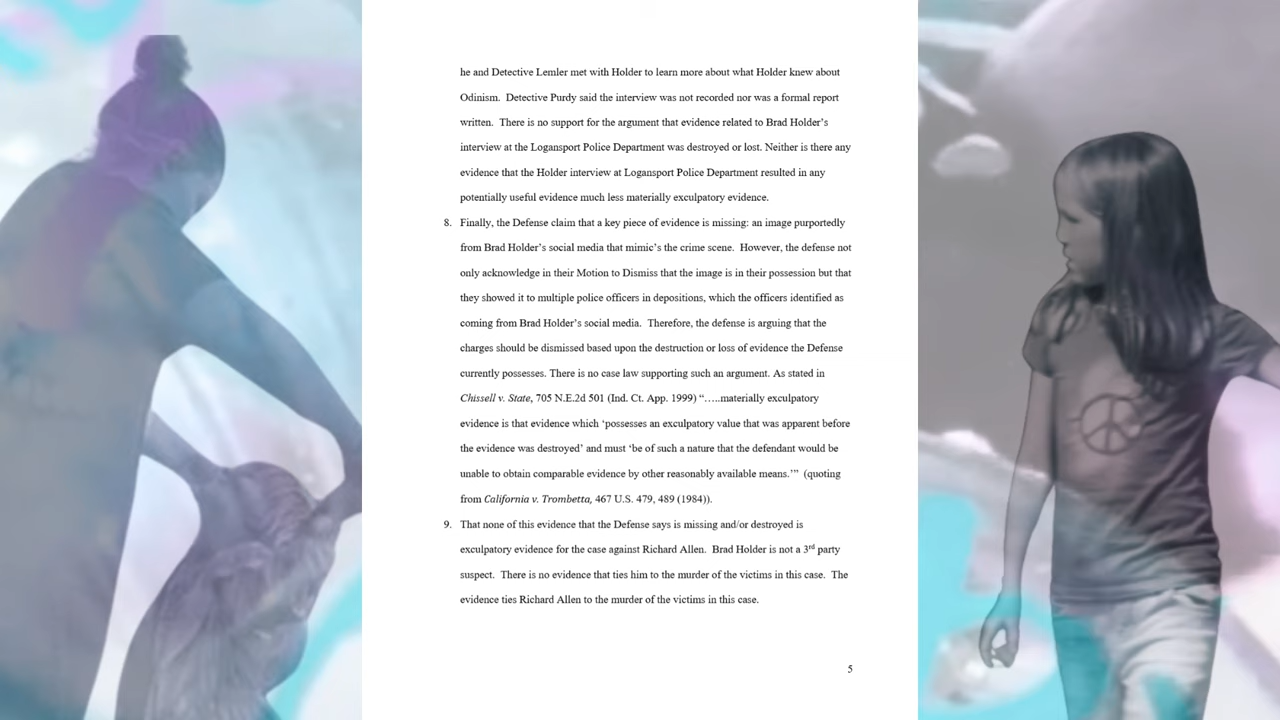 he and Detective Lemler met with Holder to learn more about what Holder knew about
Odinism.  Detective Purdy said the interview was not recorded nor was a formal report
written.  There is no support for the argument that evidence related to Brad Holder’s
interview at the Logansport Police Department was destroyed or lost. Neither is there any
evidence that the Holder interview at Logansport Police Department resulted in any
potentially useful evidence much less materially exculpatory evidence.
8. Finally, the Defense claim that a key piece of evidence is missing: an image purportedly
from Brad Holder’s social media that mimic’s the crime scene.  However, the defense not
only acknowledge in their Motion to Dismiss that the image is in their possession but that
they showed it to multiple police officers in depositions, which the officers identified as
coming from Brad Holder’s social media.  Therefore, the defense is arguing that the
charges should be dismissed based upon the destruction or loss of evidence the Defense
currently possesses. There is no case law supporting such an argument. As stated in
Chissell v. State, 705 N.E.2d 501 (Ind. Ct. App. 1999) “…..materially exculpatory
evidence is that evidence which ‘possesses an exculpatory value that was apparent before
the evidence was destroyed’ and must ‘be of such a nature that the defendant would be
unable to obtain comparable evidence by other reasonably available means.’”  (quoting
from California v. Trombetta, 467 U.S. 479, 489 (1984)).
9. That none of this evidence that the Defense says is missing and/or destroyed is
exculpatory evidence for the case against Richard Allen.  Brad Holder is not a 3rd party
suspect.  There is no evidence that ties him to the murder of the victims in this case.  The
evidence ties Richard Allen to the murder of the victims in this case.
5